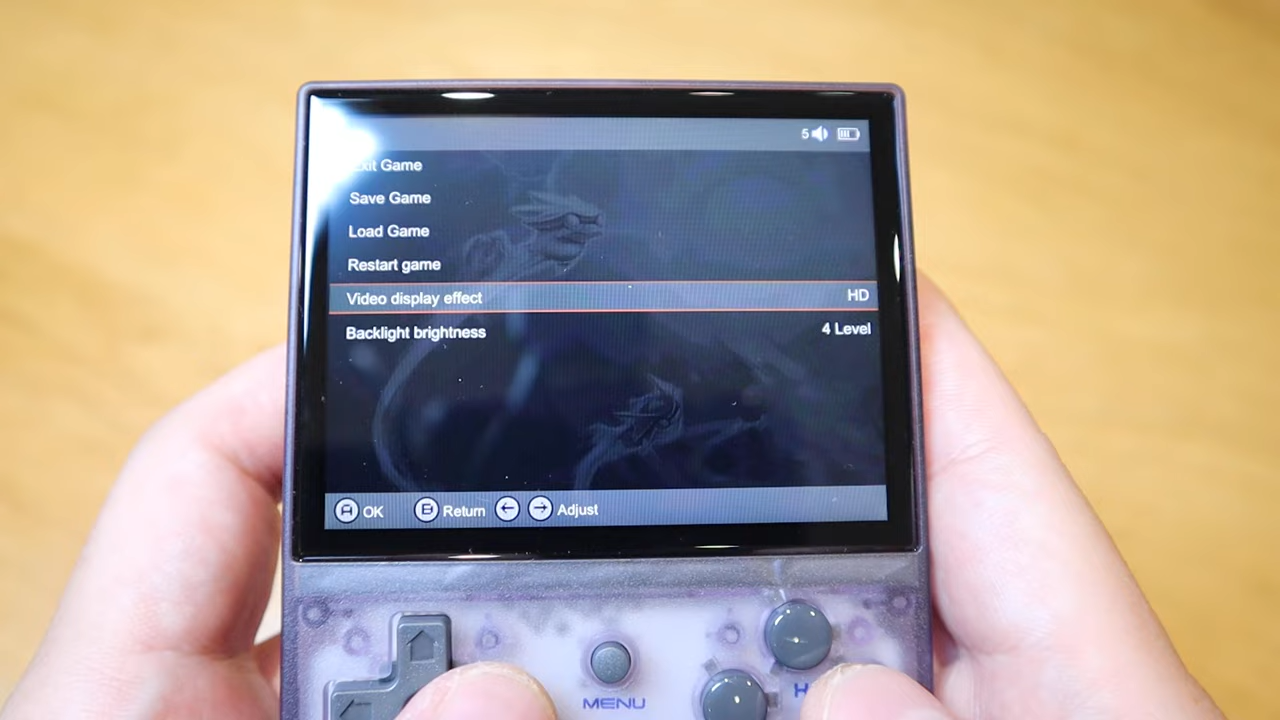 5
Exit Game
Save Game
Load Game
Restart game
Video display effect HD
Backlight brightness 4 Level
A OK B Return ← → Adjust
MENU